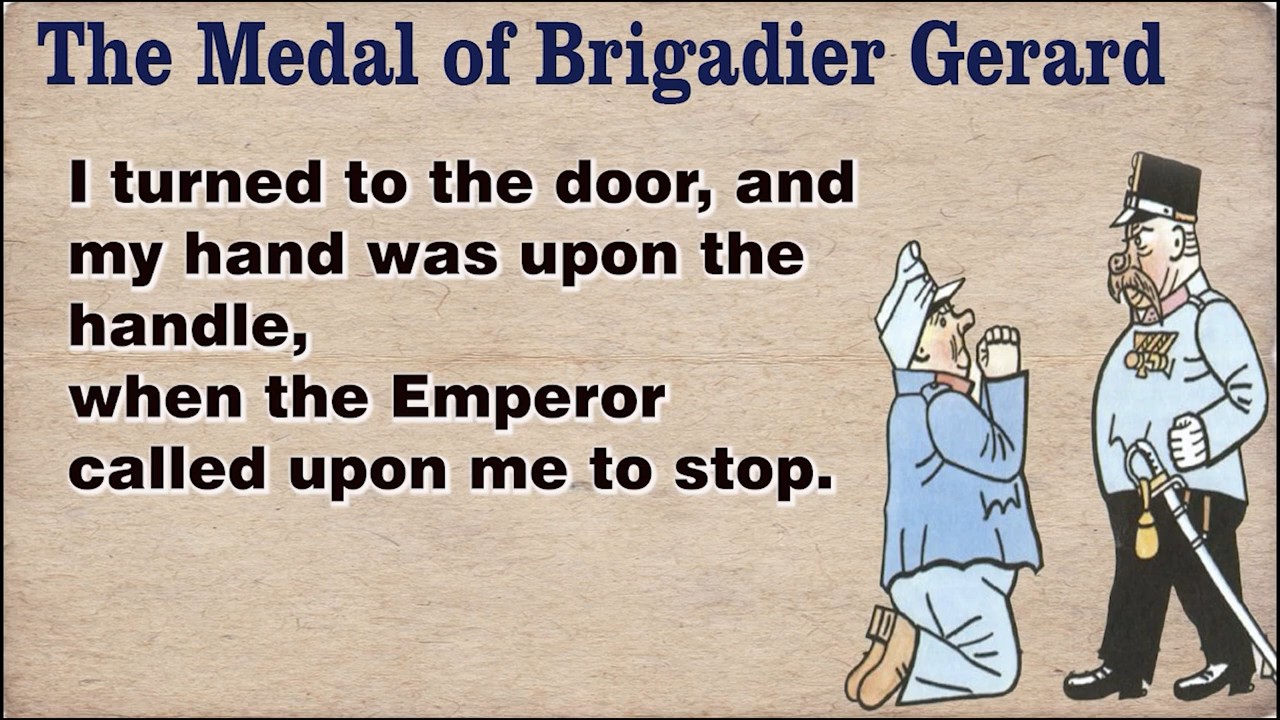 The Medal of Brigadier Gerard
I turned to the door, and
my hand was upon the
handle,
when the Emperor
called upon me to stop.